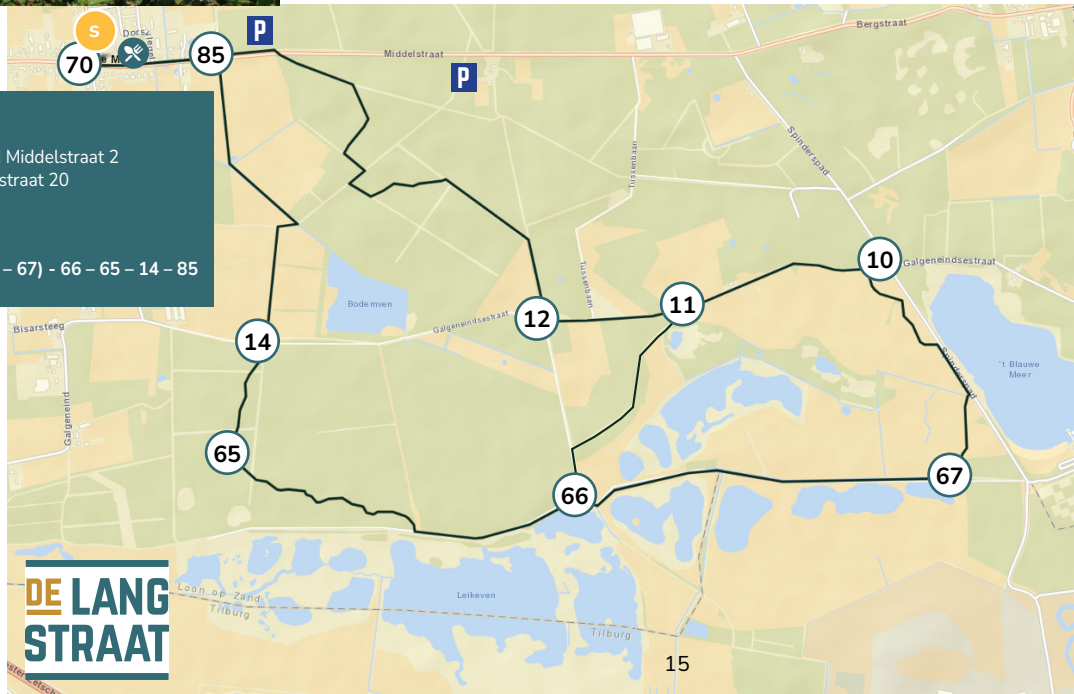 S
P
70
85
Middelstraat
Bergstraat
P
Middelstraat 2
straat 20
– 67) - 66 – 65 – 14 – 85
Tussenbaan
Spinderspad
10
Galgeneindsestraat
Bodemven
Tussenbaan
11
12
Galgeneindsestraat
Bisarsteeg
14
't Blauwe
Meer
Spinderspad
Galgeneind
65
67
66
Loon op Zand
Tilburg
Leikeven
Tilburg
DE LANG
STRAAT
15